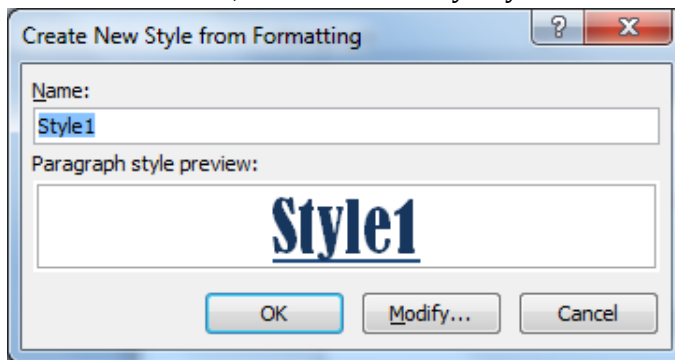 Create New Style from Formatting
?
X
Name:
Style1
Paragraph style preview:
Style1
OK
Modify...
Cancel